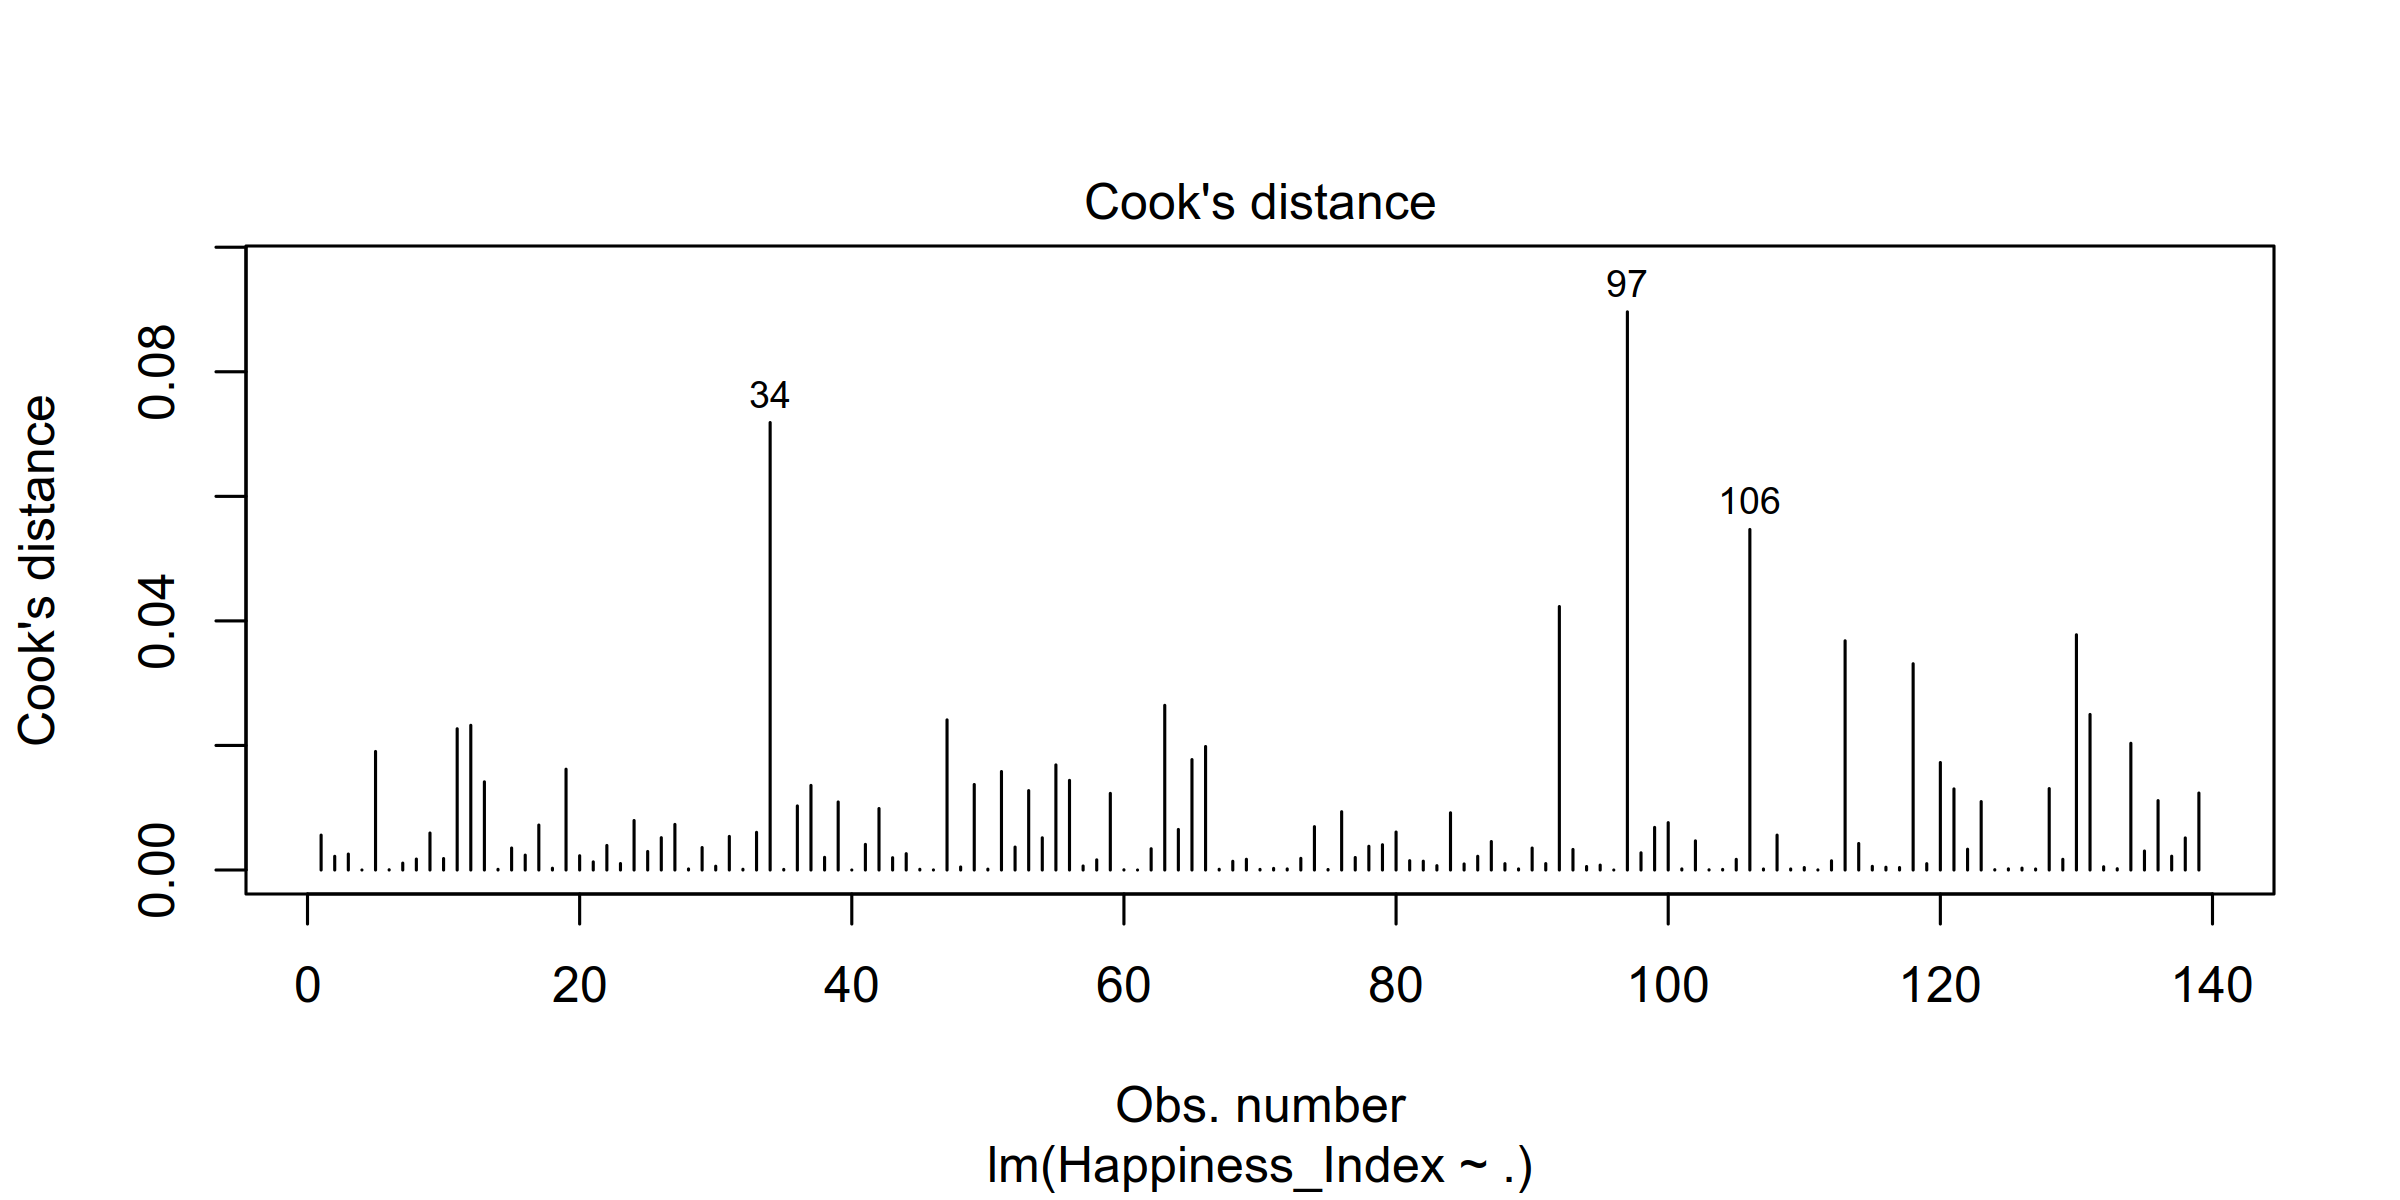 Cook's distance
97
34
106
Cook's distance
0.08
0.04
0.00
0 20 40 60 80 100 120 140
Obs. number
lm(Happiness_Index ~ .)